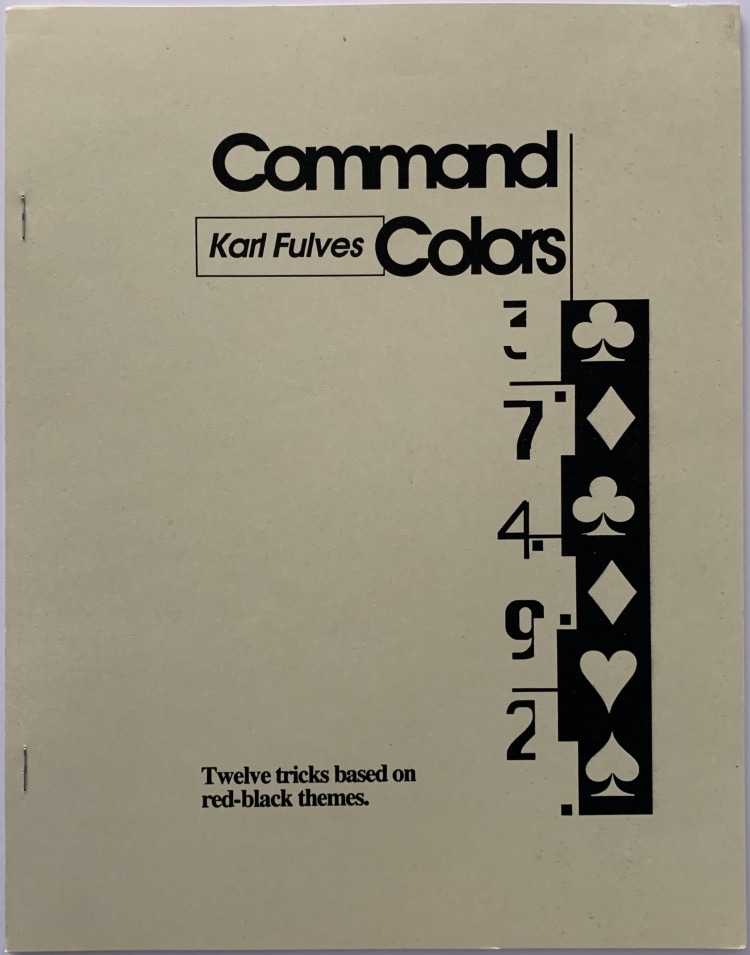 Command
Karl Fulves Colors
3
7
4
9
2
Twelve tricks based on
red-black themes.